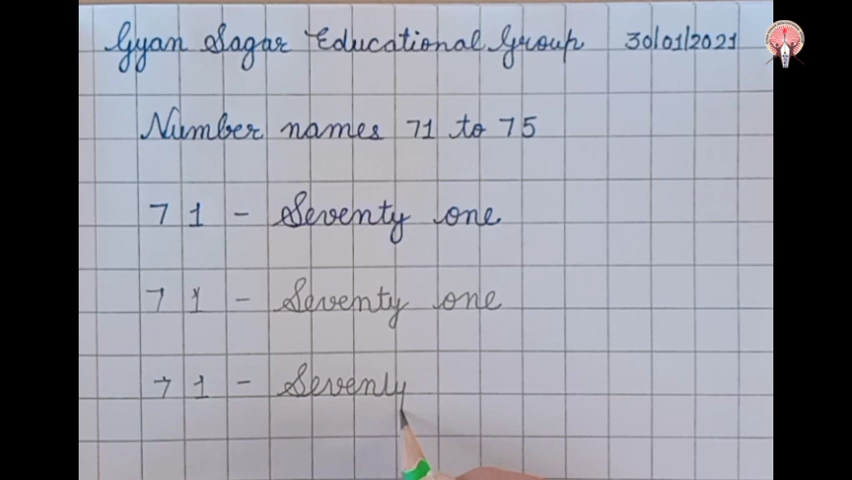 Gyan Sagar Educational Group 30/01/2021
Number names 71 to 75
71 - Seventy one
71 - Seventy one
71 - Seventy